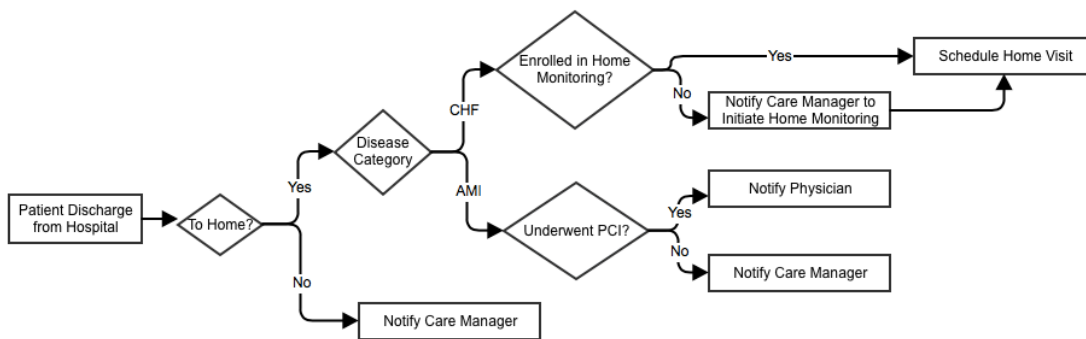 Patient Discharge
from Hospital
To Home?
Yes
No
Notify Care Manager
Disease
Category
CHF
AMI
Enrolled in Home
Monitoring?
Yes
No
Schedule Home Visit
Notify Care Manager to
Initiate Home Monitoring
Underwent PCI?
Yes
No
Notify Physician
Notify Care Manager